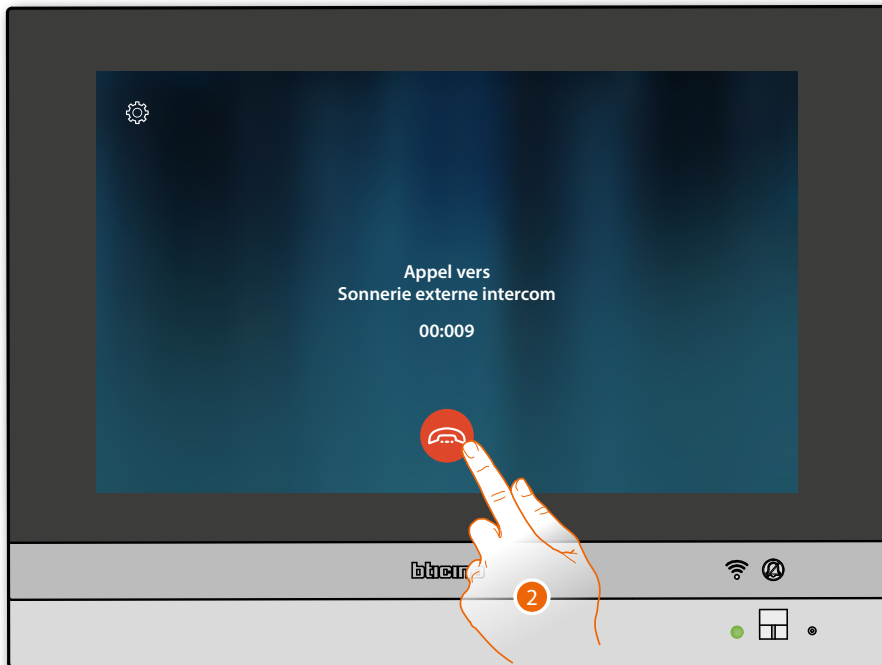 Appel vers
Sonnerie externe intercom
00:009
bticino
2